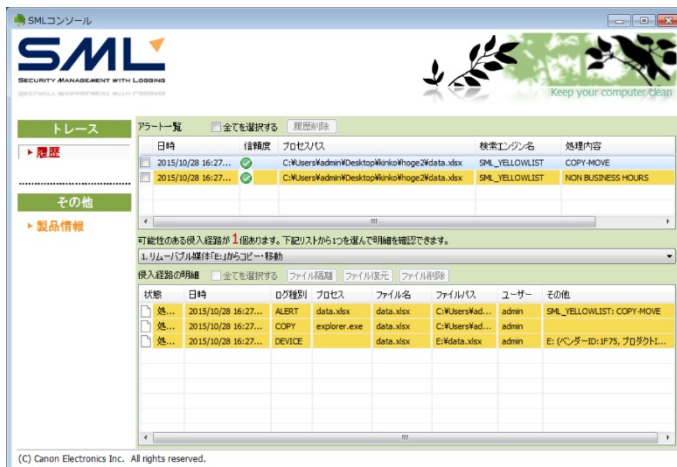 SMLコンソール
SML
SECURITY MANAGEMENT WITH LOGGING
Keep your computer clean
トレース
履歴
その他
製品情報
アラート一覧 全てを選択する 履歴削除
日時 信頼度 プロセスパス 検索エンジン名 処理内容
2015/10/28 16:27... C:¥Users¥admin¥Desktop¥kinko¥hoge2¥data.xlsx SML_YELLOWLIST COPY-MOVE
2015/10/28 16:27... C:¥Users¥admin¥Desktop¥kinko¥hoge2¥data.xlsx SML_YELLOWLIST NON BUSINESS HOURS
可能性のある侵入経路が1個あります。下記リストから1つを選んで明細を確認できます。
1. リムーバブル媒体「E:」からコピー・移動
侵入経路の明細 全てを選択する ファイル隔離 ファイル復元 ファイル削除
状態 日時 ログ種別 プロセス ファイル名 ファイルパス ユーザー その他
処... 2015/10/28 16:27... ALERT data.xlsx data.xlsx C:¥Users¥ad... admin SML_YELLOWLIST: COPY-MOVE
処... 2015/10/28 16:27... COPY explorer.exe data.xlsx C:¥Users¥ad... admin
処... 2015/10/28 16:27... DEVICE data.xlsx E:¥data.xlsx admin E: (ベンダーID:1F75, プロダクトI...
(C) Canon Electronics Inc. All rights reserved.